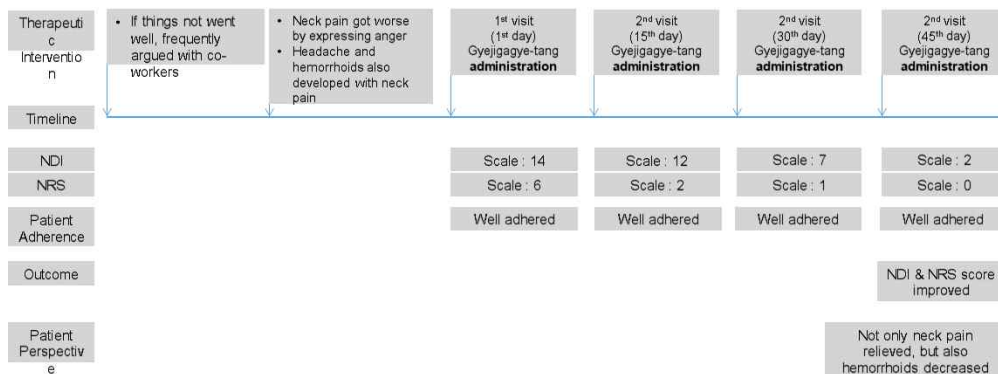 Therapeuti
c
Interventio
n
• If things not went
well, frequently
argued with co-
workers
• Neck pain got worse
by expressing anger
• Headache and
hemorrhoids also
developed with neck
pain
1st visit
(1st day)
Gyejigagye-tang
administration
2nd visit
(15th day)
Gyejigagye-tang
administration
2nd visit
(30th day)
Gyejigagye-tang
administration
2nd visit
(45th day)
Gyejigagye-tang
administration
Timeline
NDI
Scale : 14
Scale : 12
Scale : 7
Scale : 2
NRS
Scale : 6
Scale : 2
Scale : 1
Scale : 0
Patient
Adherence
Well adhered
Well adhered
Well adhered
Well adhered
Outcome
NDI & NRS score
improved
Patient
Perspectiv
e
Not only neck pain
relieved, but also
hemorrhoids decreased